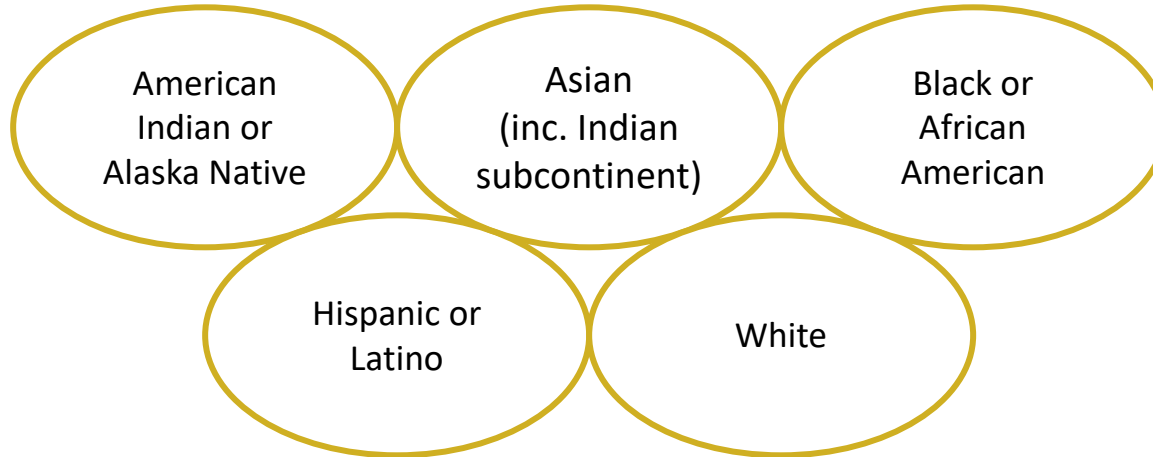 American
Indian or
Alaska Native
Asian
(inc. Indian
subcontinent)
Black or
African
American
Hispanic or
Latino
White